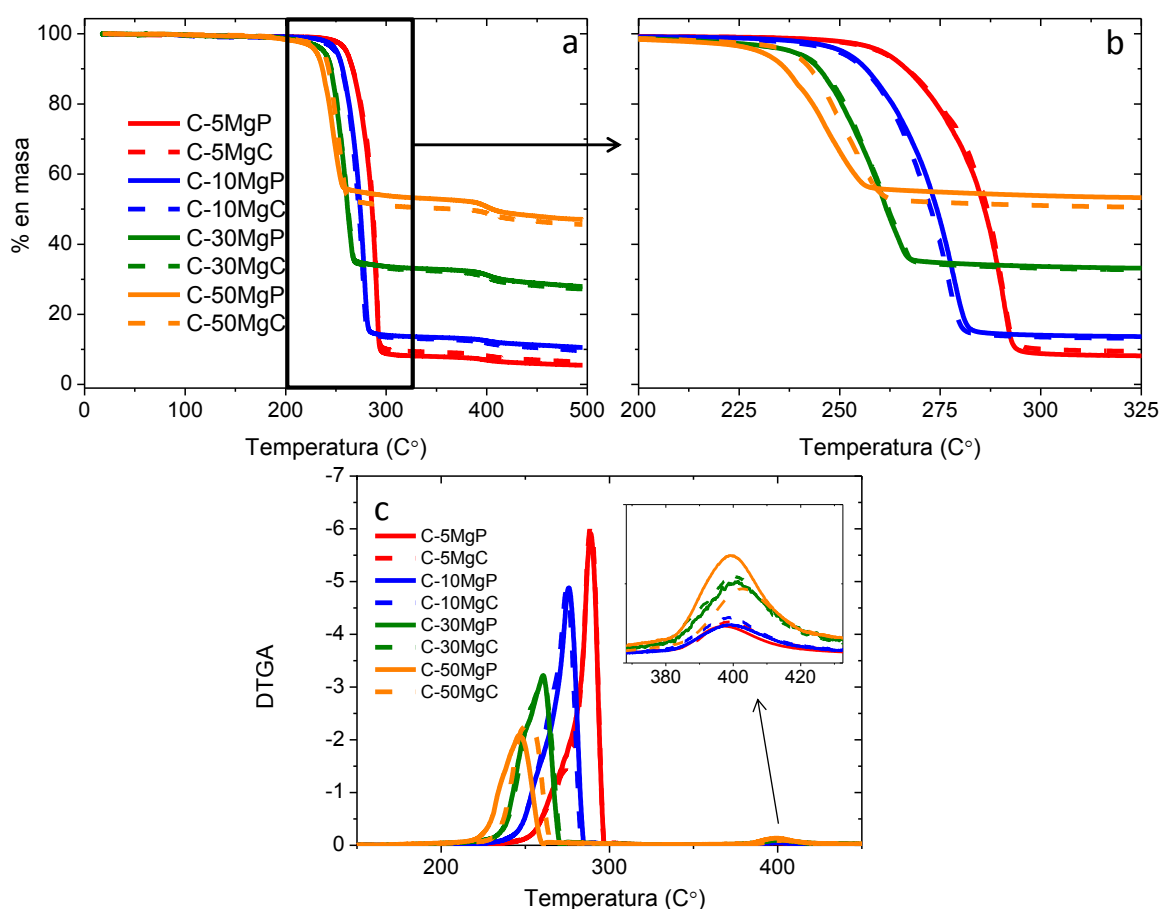 a
% en masa
100
80
60
40
20
0
C-5MgP
C-5MgC
C-10MgP
C-10MgC
C-30MgP
C-30MgC
C-50MgP
C-50MgC
0 100 200 300 400 500
Temperatura (C°)
b
200 225 250 275 300 325
Temperatura (C°)
c
DTGA
-7
-6
-5
-4
-3
-2
-1
0
C-5MgP
C-5MgC
C-10MgP
C-10MgC
C-30MgP
C-30MgC
C-50MgP
C-50MgC
380 400 420
200 300 400
Temperatura (C°)